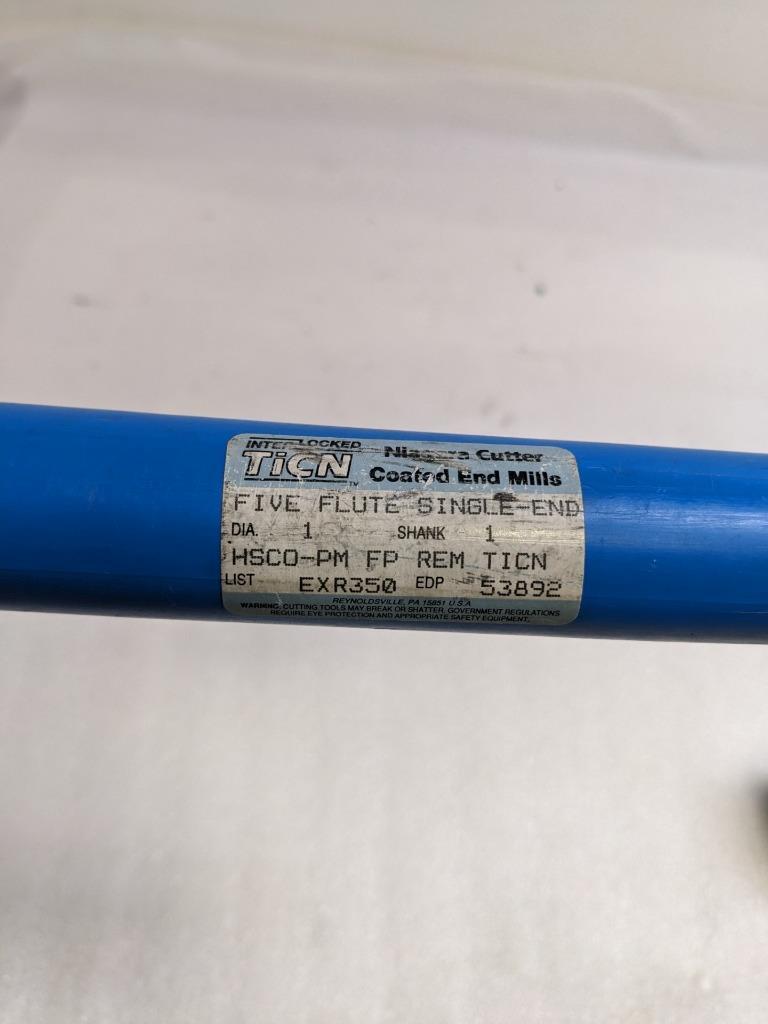 INTERLOCKED
TiCN™
Niagara Cutter
Coated End Mills
FIVE FLUTE SINGLE-END
DIA. 1 SHANK 1
HSCO-PM FP REM TICN
LIST EXR350 EDP 53892
REYNOLDSVILLE, PA 15851 U.S.A
WARNING: CUTTING TOOLS MAY BREAK OR SHATTER. GOVERNMENT REGULATIONS
REQUIRE EYE PROTECTION AND APPROPRIATE SAFETY EQUIPMENT.